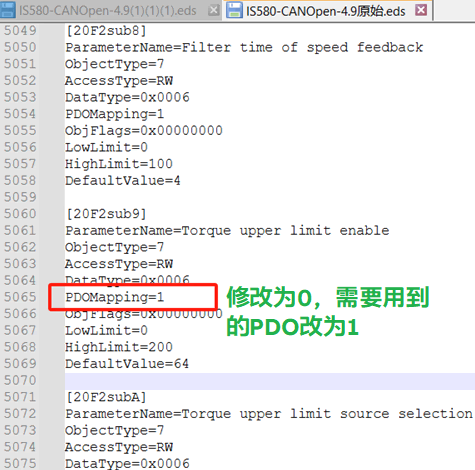 IS580-CANOpen-4.9(1)(1)(1).eds IS580-CANOpen-4.9原始.eds
5049 [20F2sub8]
5050 ParameterName=Filter time of speed feedback
5051 ObjectType=7
5052 AccessType=RW
5053 DataType=0x0006
5054 PDOMapping=1
5055 ObjFlags=0x00000000
5056 LowLimit=0
5057 HighLimit=100
5058 DefaultValue=4
5059
5060 [20F2sub9]
5061 ParameterName=Torque upper limit enable
5062 ObjectType=7
5063 AccessType=RW
5064 DataType=0x0006
5065 PDOMapping=1
修改为0，需要用到
的PDO改为1
5066 ObjFlags=0x00000000
5067 LowLimit=0
5068 HighLimit=200
5069 DefaultValue=64
5070
5071 [20F2subA]
5072 ParameterName=Torque upper limit source selection
5073 ObjectType=7
5074 AccessType=RW
5075 DataType=0x0006